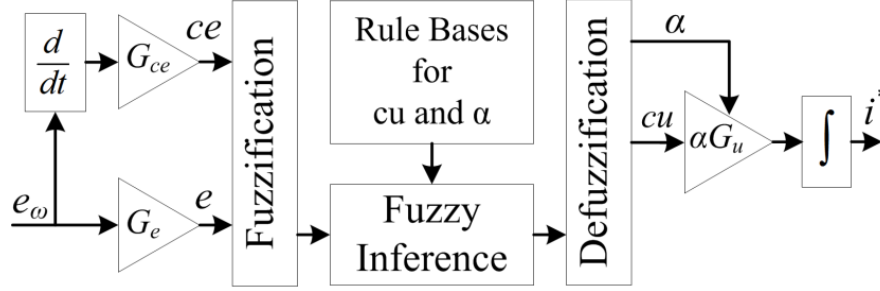 d
dt
G_ce
ce
e_ω
G_e
e
Fuzzification
Rule Bases
for
cu and α
Fuzzy
Inference
Defuzzification
α
cu
αG_u
∫
i*